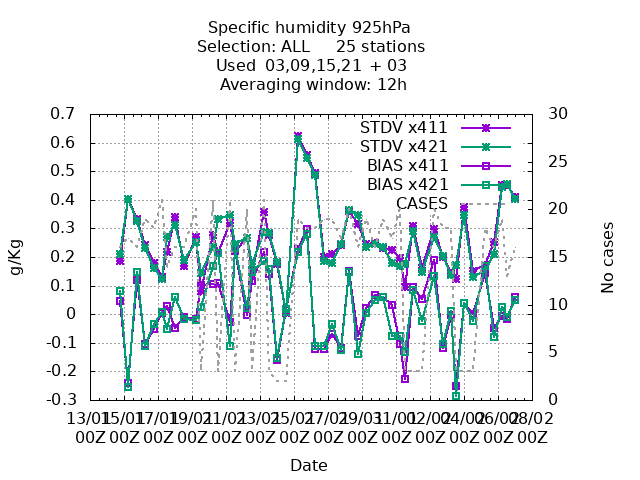 Specific humidity 925hPa
Selection: ALL     25 stations
Used  03,09,15,21 + 03
Averaging window: 12h
STDV x411
STDV x421
BIAS x411
BIAS x421
CASES
g/Kg
0.7
0.6
0.5
0.4
0.3
0.2
0.1
0
-0.1
-0.2
-0.3
30
25
20
15
10
5
0
No cases
13/01 15/01 17/01 19/01 21/01 23/01 25/01 27/01 29/01 31/01 12/02 24/02 26/02 28/02
00Z 00Z 00Z 00Z 00Z 00Z 00Z 00Z 00Z 00Z 00Z 00Z 00Z 00Z
Date